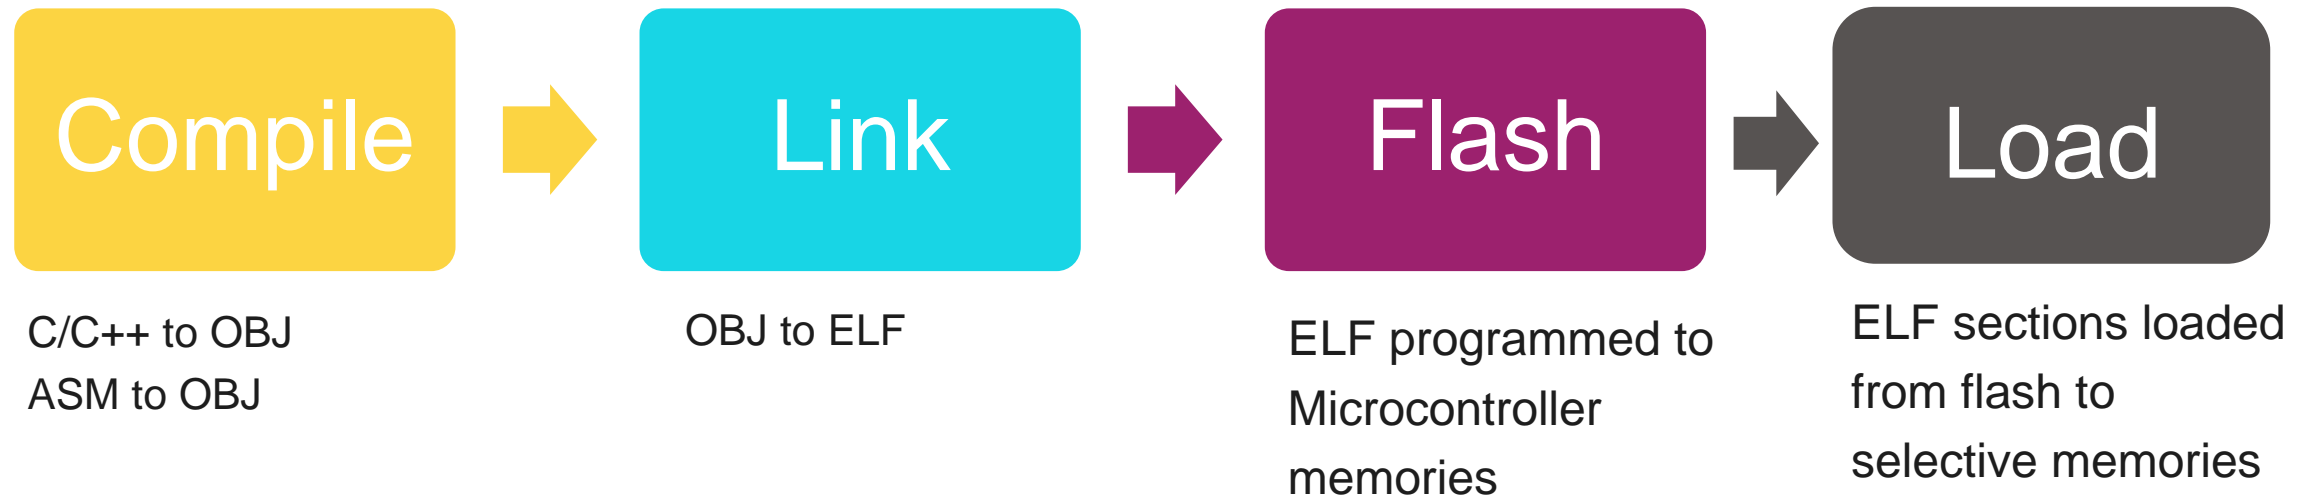 Compile
Link
Flash
Load
C/C++ to OBJ
ASM to OBJ
OBJ to ELF
ELF programmed to
Microcontroller
memories
ELF sections loaded
from flash to
selective memories